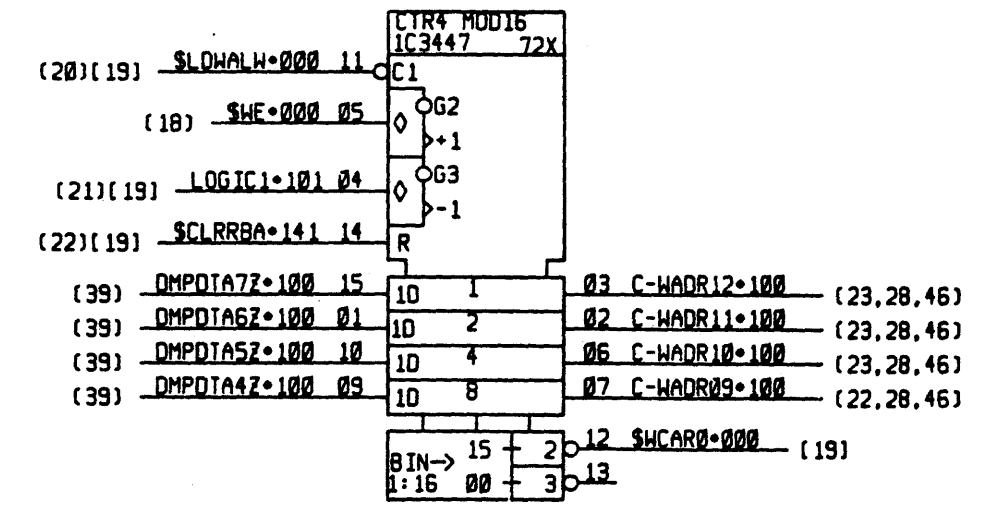 CTR4 MOD16
1C3447 72X
(20)(19) $LDWALW•000 11 C1
(18) $WE•000 05 G2
+1
(21)(19) LOGIC1•101 04 G3
-1
(22)(19) $CLRRBA•141 14 R
(39) DMPDTA7Z•100 15 1D 1 03 C-WADR12•100 (23,28,46)
(39) DMPDTA6Z•100 01 1D 2 02 C-WADR11•100 (23,28,46)
(39) DMPDTA5Z•100 10 1D 4 06 C-WADR10•100 (23,28,46)
(39) DMPDTA4Z•100 09 1D 8 07 C-WADR09•100 (22,28,46)
15 2 12 $WCAR0•000 (19)
BIN→
1:16 00 3 13